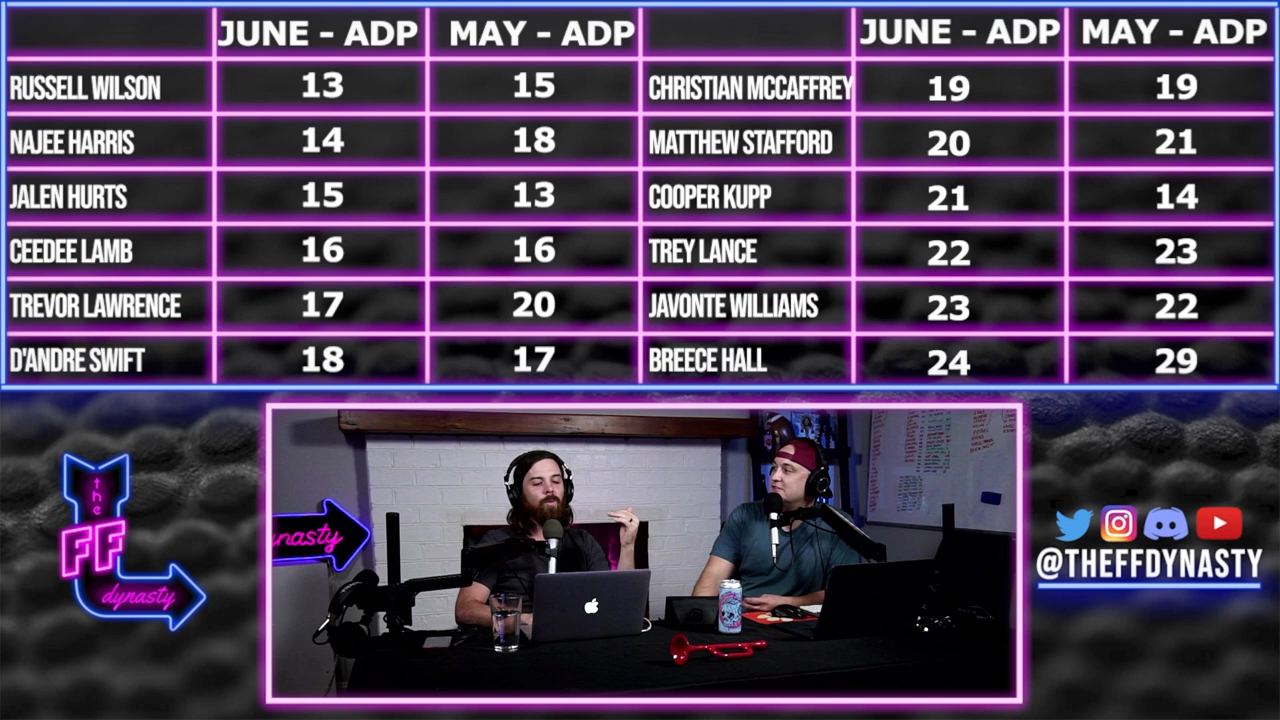 JUNE - ADP MAY - ADP JUNE - ADP MAY - ADP
RUSSELL WILSON 13 15 CHRISTIAN MCCAFFREY 19 19
NAJEE HARRIS 14 18 MATTHEW STAFFORD 20 21
JALEN HURTS 15 13 COOPER KUPP 21 14
CEEDEE LAMB 16 16 TREY LANCE 22 23
TREVOR LAWRENCE 17 20 JAVONTE WILLIAMS 23 22
D'ANDRE SWIFT 18 17 BREECE HALL 24 29
the
FF
dynasty
nasty
@THEFFDYNASTY